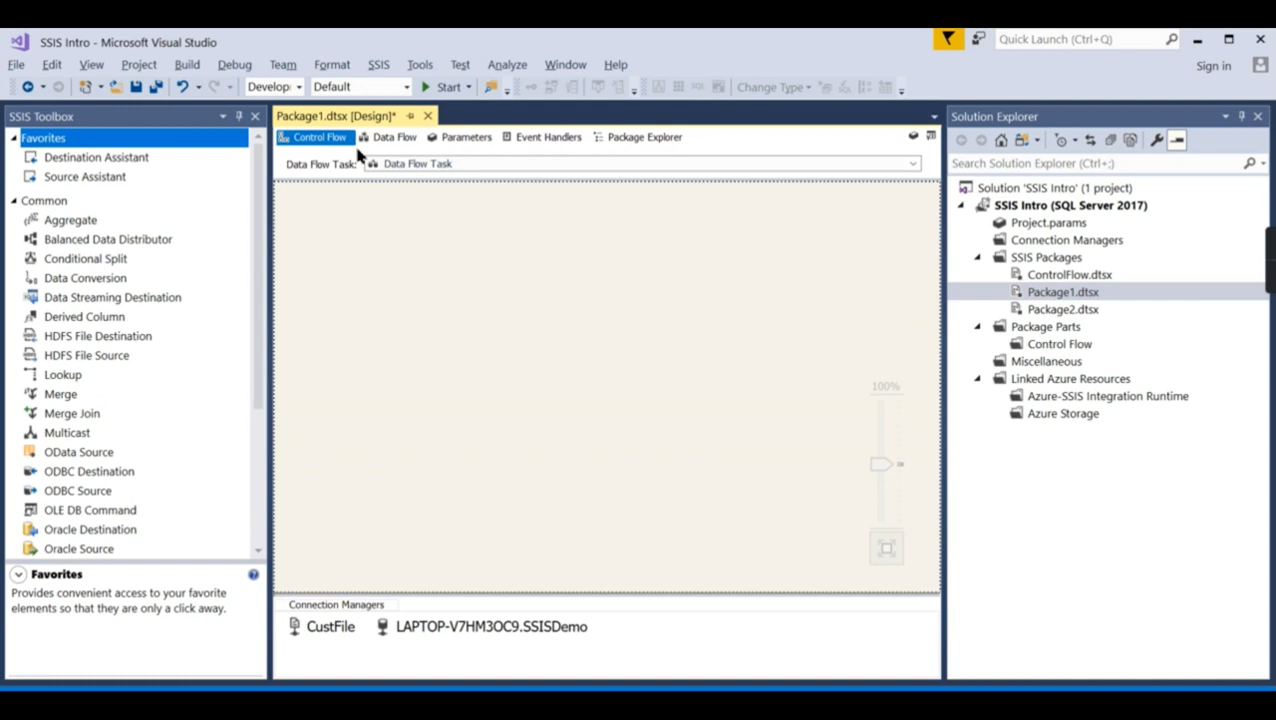 SSIS Intro - Microsoft Visual Studio
Quick Launch (Ctrl+Q)
File Edit View Project Build Debug Team Format SSIS Tools Test Analyze Window Help
Sign in
Develop Default Start Change Type
SSIS Toolbox
Favorites
Destination Assistant
Source Assistant
Common
Aggregate
Balanced Data Distributor
Conditional Split
Data Conversion
Data Streaming Destination
Derived Column
HDFS File Destination
HDFS File Source
Lookup
Merge
Merge Join
Multicast
OData Source
ODBC Destination
ODBC Source
OLE DB Command
Oracle Destination
Oracle Source
Favorites
Provides convenient access to your favorite
elements so that they are only a click away.
Package1.dtsx [Design]*
Control Flow Data Flow Parameters Event Handlers Package Explorer
Data Flow Task: Data Flow Task
100%
Connection Managers
CustFile LAPTOP-V7HM3OC9.SSISDemo
Solution Explorer
Search Solution Explorer (Ctrl+;)
Solution 'SSIS Intro' (1 project)
SSIS Intro (SQL Server 2017)
Project.params
Connection Managers
SSIS Packages
ControlFlow.dtsx
Package1.dtsx
Package2.dtsx
Package Parts
Control Flow
Miscellaneous
Linked Azure Resources
Azure-SSIS Integration Runtime
Azure Storage